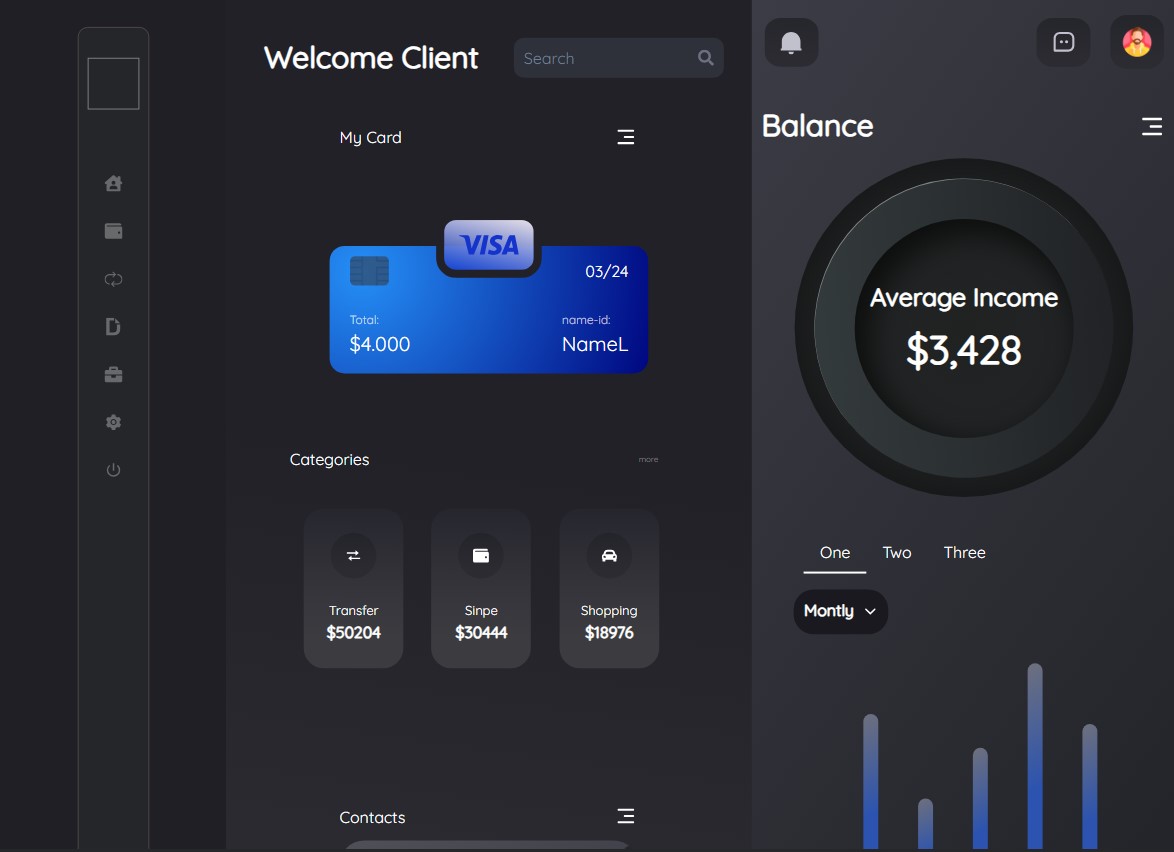 Welcome Client
Search
My Card
VISA
03/24
Total:
$4.000
name-id:
NameL
Categories
more
Transfer
$50204
Sinpe
$30444
Shopping
$18976
Contacts
Balance
Average Income
$3,428
One Two Three
Montly